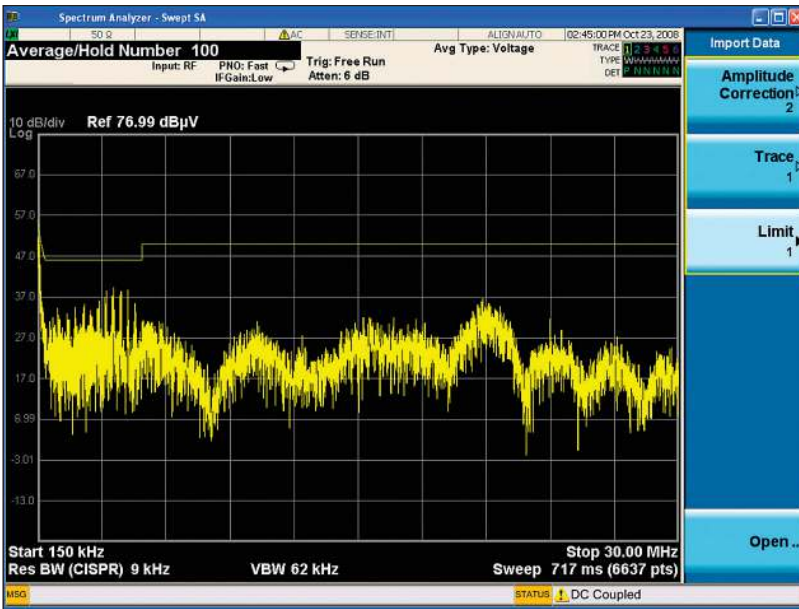 Spectrum Analyzer - Swept SA
LXI
50 Ω
AC
SENSE:INT
ALIGN AUTO
02:45:00 PM Oct 23, 2008
Average/Hold Number 100
Avg Type: Voltage
TRACE 1 2 3 4 5 6
Input: RF
PNO: Fast
Trig: Free Run
TYPE
IFGain:Low
Atten: 6 dB
DET P N N N N N
10 dB/div
Ref 76.99 dBµV
Log
67.0
57.0
47.0
37.0
27.0
17.0
6.99
-3.01
-13.0
Start 150 kHz
Stop 30.00 MHz
Res BW (CISPR) 9 kHz
VBW 62 kHz
Sweep 717 ms (6637 pts)
MSG
STATUS
DC Coupled
Import Data
Amplitude
Correction
2
Trace
1
Limit
1
Open ...